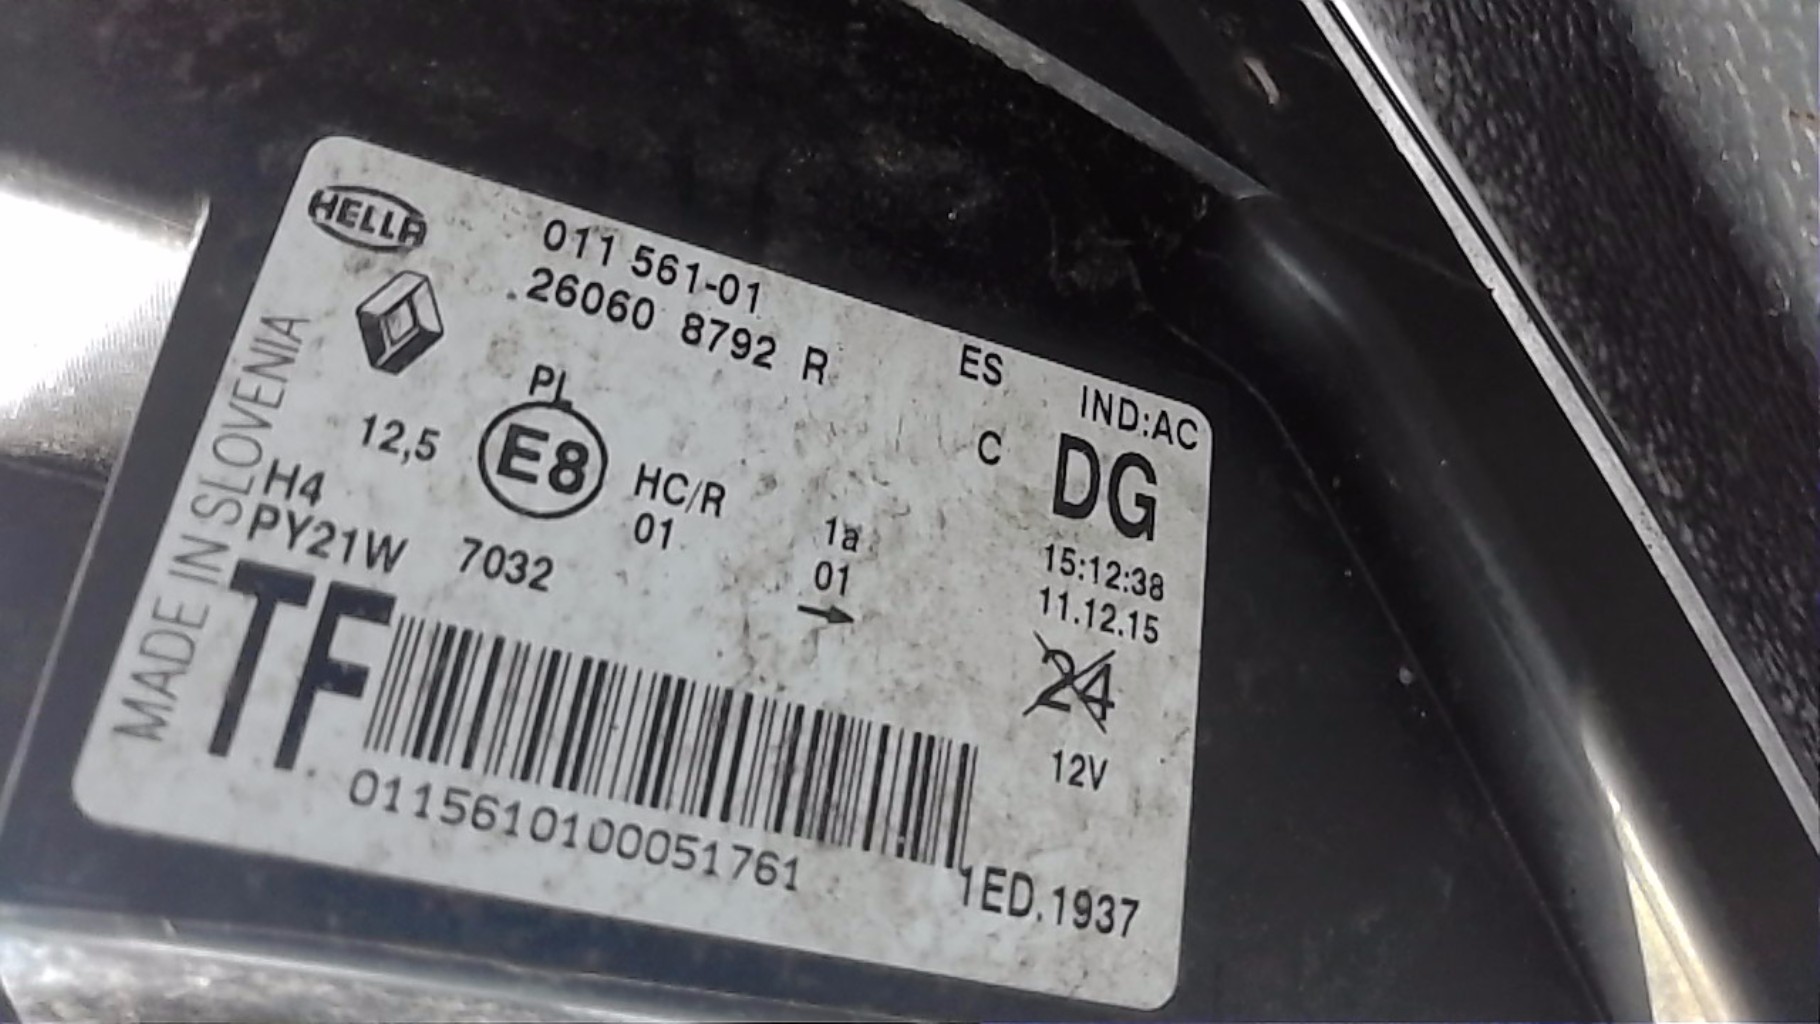 HELLA
011 561-01
26060 8792 R
ES
IND:AC
PL
12,5
E8
HC/R
01
C
DG
H4
PY21W
7032
1a
01
15:12:38
11.12.15
MADE IN SLOVENIA
TF
24
12V
0115610100051761
1ED.1937